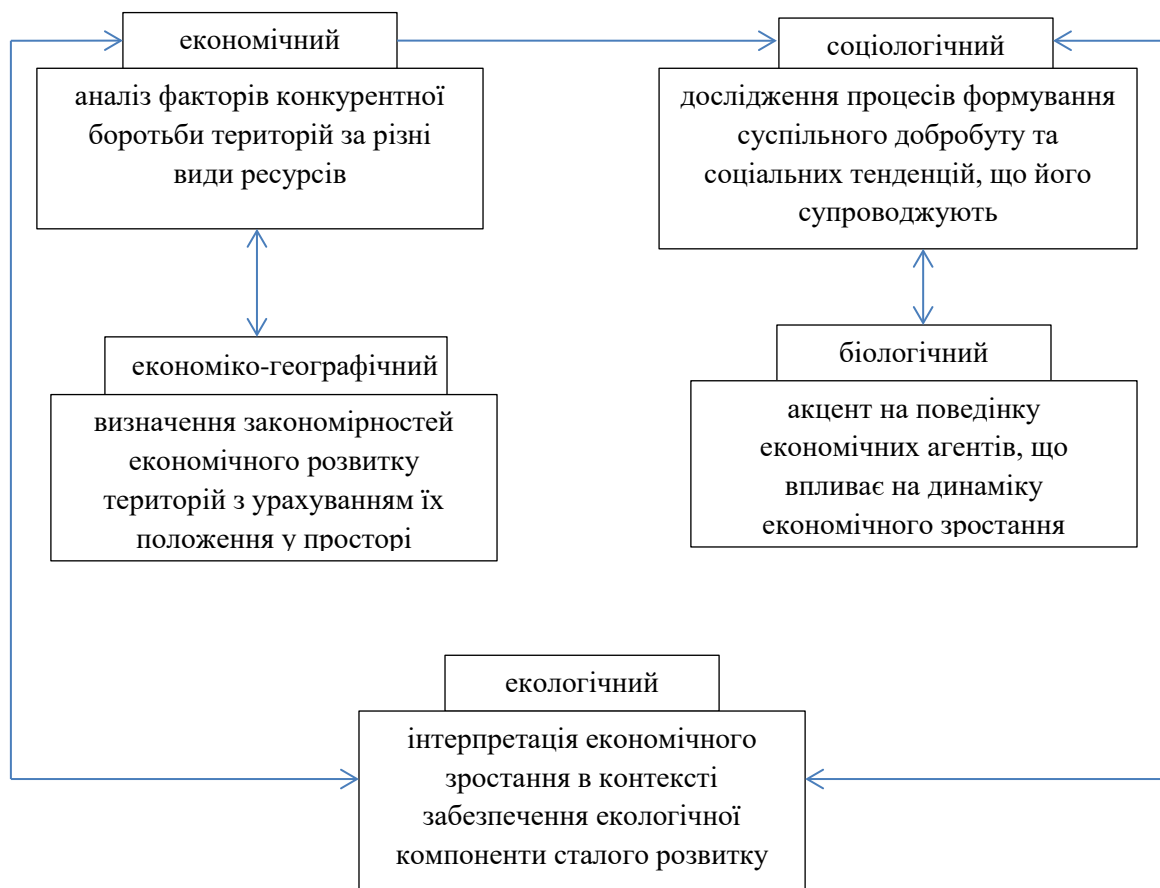 економічний
аналіз факторів конкурентної
боротьби територій за різні
види ресурсів
соціологічний
дослідження процесів формування
суспільного добробуту та
соціальних тенденцій, що його
супроводжують
економіко-географічний
визначення закономірностей
економічного розвитку
територій з урахуванням їх
положення у просторі
біологічний
акцент на поведінку
економічних агентів, що
впливає на динаміку
економічного зростання
екологічний
інтерпретація економічного
зростання в контексті
забезпечення екологічної
компоненти сталого розвитку